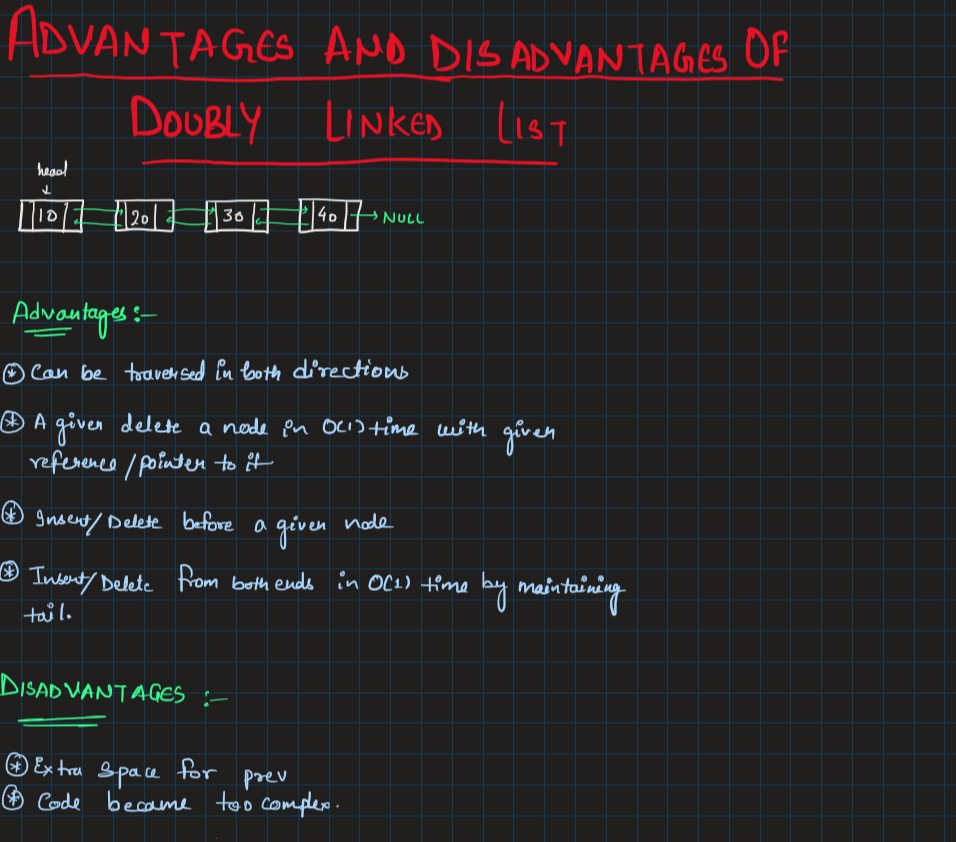 ADVANTAGES AND DISADVANTAGES OF
DOUBLY LINKED LIST
head
10 20 30 40 NULL
Advantages :-
* Can be traversed in both directions
* A given delete a node in O(1) time with given
reference / pointer to it
* Insert/Delete before a given node
* Insert/Delete from both ends in O(1) time by maintaining
tail.
DISADVANTAGES :-
* Extra space for prev
* Code became too complex.